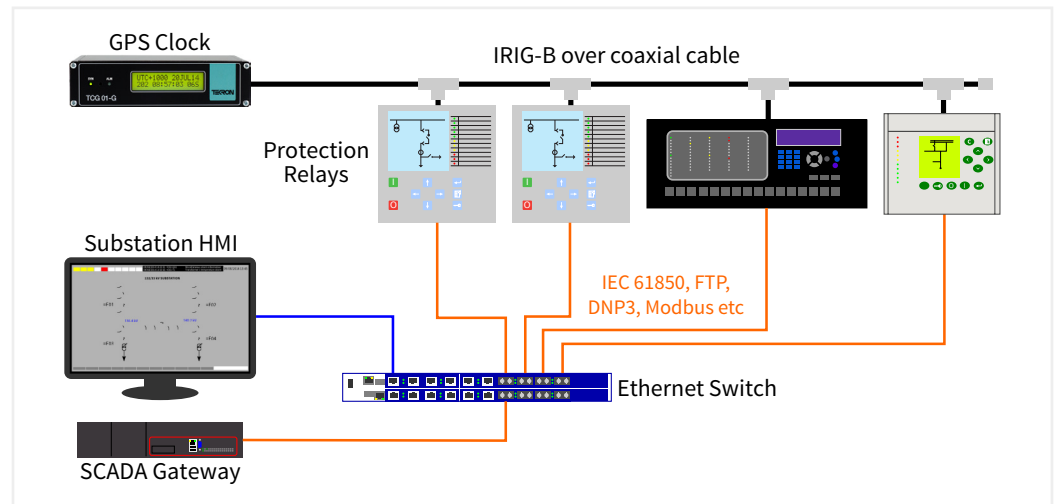 GPS Clock
IRIG-B over coaxial cable
UTC+1000 20JUL14
202 08:57:03 06S
TEKRON
TCG 01-G
Protection
Relays
Substation HMI
IEC 61850, FTP,
DNP3, Modbus etc
Ethernet Switch
SCADA Gateway